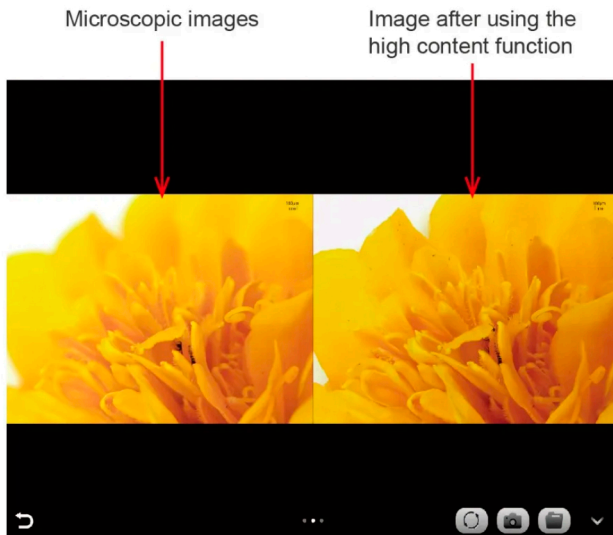 Microscopic images
Image after using the
high content function